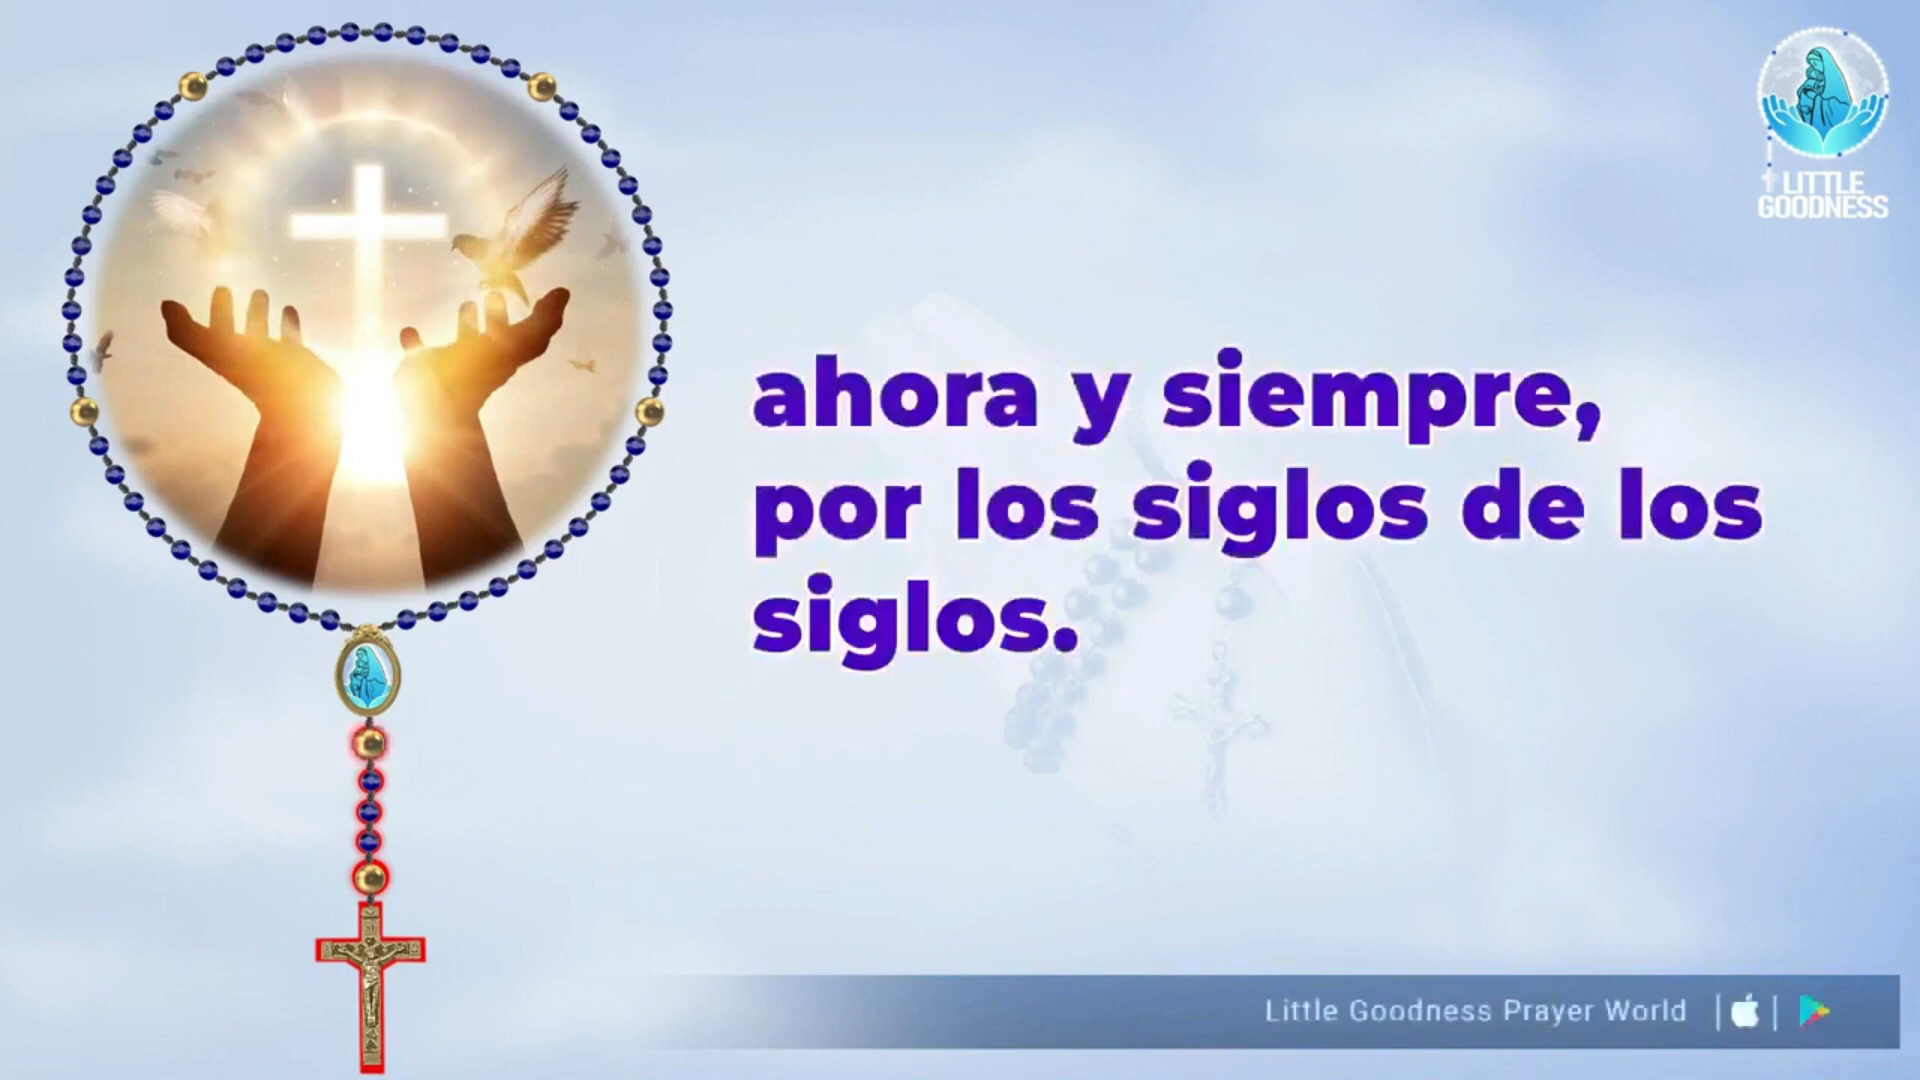 LITTLE
GOODNESS
ahora y siempre,
por los siglos de los
siglos.
Little Goodness Prayer World